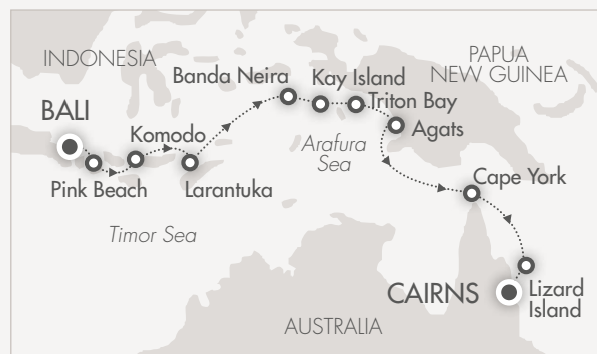 INDONESIA
PAPUA
NEW GUINEA
Banda Neira
Kay Island
Triton Bay
BALI
Komodo
Arafura
Sea
Agats
Pink Beach
Larantuka
Cape York
Timor Sea
CAIRNS
Lizard
Island
AUSTRALIA